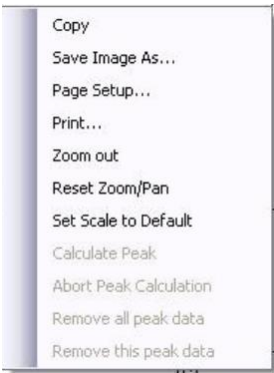 Copy
Save Image As...
Page Setup...
Print...
Zoom out
Reset Zoom/Pan
Set Scale to Default
Calculate Peak
Abort Peak Calculation
Remove all peak data
Remove this peak data